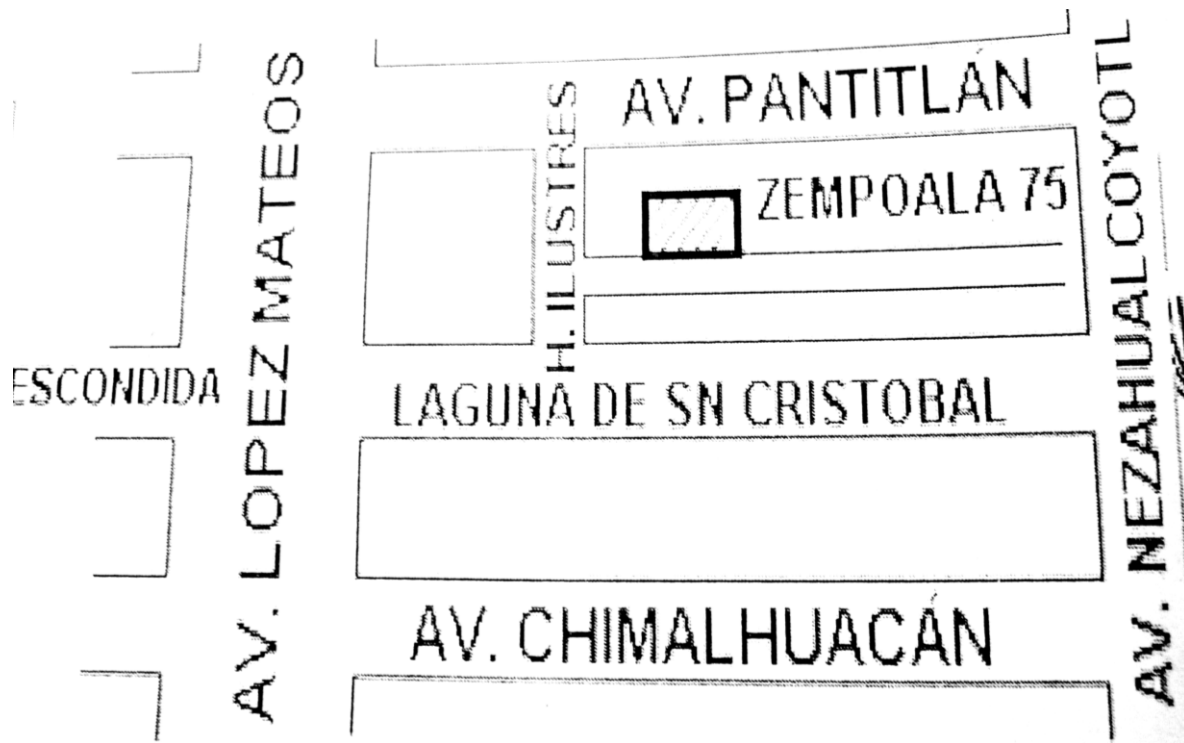 AV. PANTITLÁN
ZEMPOALA 75
H. ILUSTRES
AV. LOPEZ MATEOS
AV. NEZAHUALCOYOTL
ESCONDIDA
LAGUNA DE SN CRISTOBAL
AV. CHIMALHUACÁN